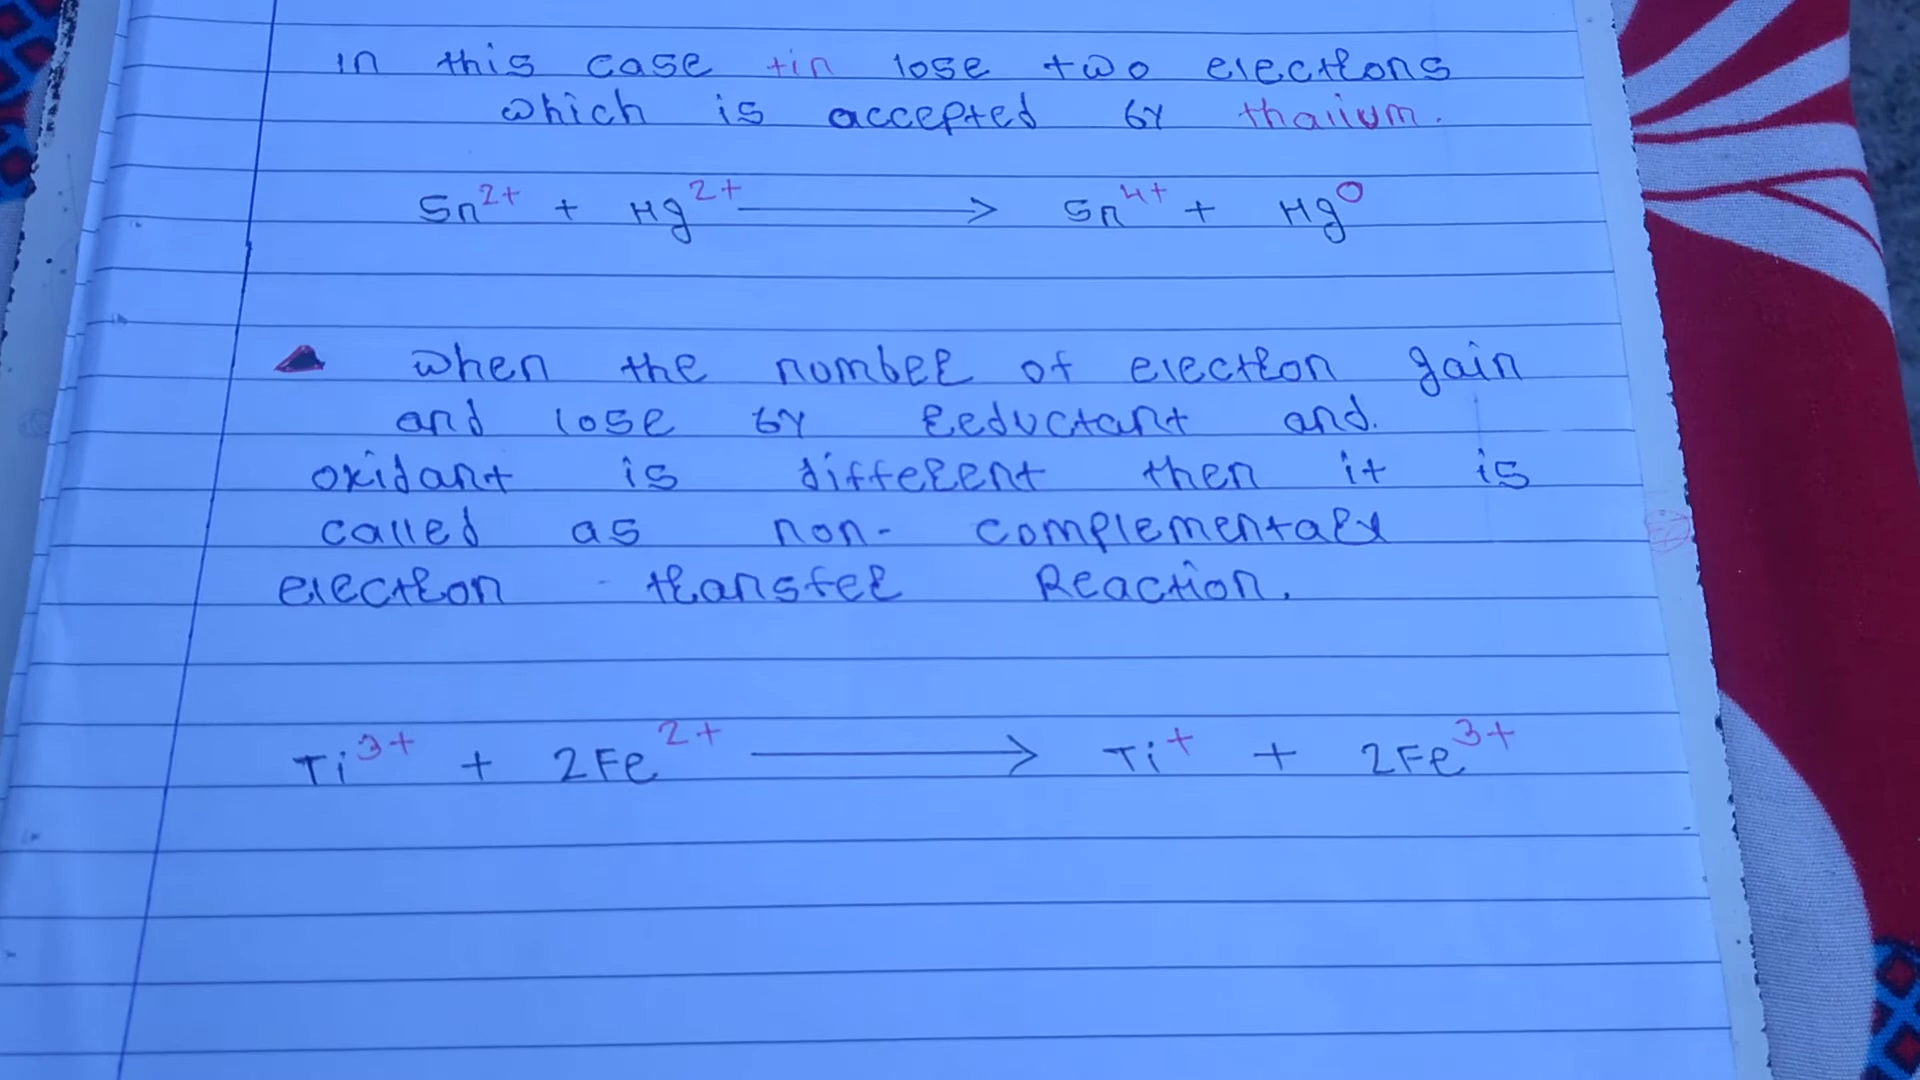 in this case tin lose two electrons
which is accepted by thalium.
Sn2+ + Hg2+ → Sn4+ + Hg0
when the number of electron gain
and lose by reductant and.
oxidant is different then it is
called as non- complementary
electron - transfer Reaction.
Ti3+ + 2Fe2+ → Ti+ + 2Fe3+